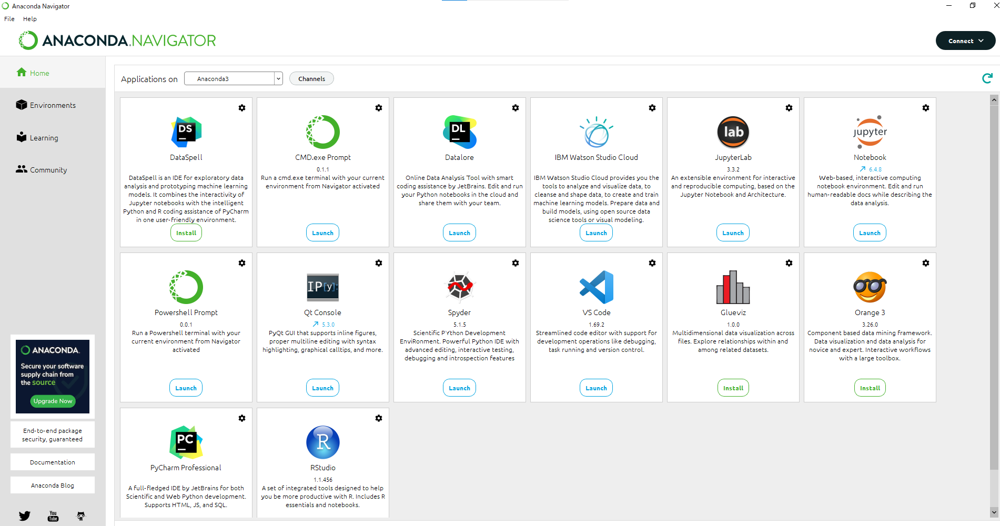 Anaconda Navigator
File Help
ANACONDA.NAVIGATOR
Connect
Home
Environments
Learning
Community
Applications on Anaconda3 Channels
DS
DataSpell
DataSpell is an IDE for exploratory data
analysis and prototyping machine learning
models. It combines the interactivity of
Jupyter notebooks with the intelligent
Python and R coding assistance of PyCharm
in one user-friendly environment.
Install
CMD.exe Prompt
0.1.1
Run a cmd.exe terminal with your current
environment from Navigator activated
Launch
DL
Datalore
Online Data Analysis Tool with smart
coding assistance by JetBrains. Edit and run
your Python notebooks in the cloud and
share them with your team.
Launch
IBM Watson Studio Cloud
IBM Watson Studio Cloud provides you the
tools to analyze and visualize data, to
cleanse and shape data, to create and train
machine learning models. Prepare data and
build models, using open source data
science tools or visual modeling.
Launch
lab
JupyterLab
3.3.2
An extensible environment for interactive
and reproducible computing, based on the
Jupyter Notebook and Architecture.
Launch
jupyter
Notebook
6.4.8
Web-based, interactive computing
notebook environment. Edit and run
human-readable docs while describing the
data analysis.
Launch
Powershell Prompt
0.0.1
Run a Powershell terminal with your
current environment from Navigator
activated
Launch
IP[y]:
Qt Console
5.3.0
PyQt GUI that supports inline figures,
proper multiline editing with syntax
highlighting, graphical calltips, and more.
Launch
Spyder
5.1.5
Scientific PYthon Development
EnviRonment. Powerful Python IDE with
advanced editing, interactive testing,
debugging and introspection features
Launch
VS Code
1.69.2
Streamlined code editor with support for
development operations like debugging,
task running and version control.
Launch
Glueviz
1.0.0
Multidimensional data visualization across
files. Explore relationships within and
among related datasets.
Install
Orange 3
3.26.0
Component based data mining framework.
Data visualization and data analysis for
novice and expert. Interactive workflows
with a large toolbox.
Install
PC
PyCharm Professional
A full-fledged IDE by JetBrains for both
Scientific and Web Python development.
Supports HTML, JS, and SQL.
R
RStudio
1.1.456
A set of integrated tools designed to help
you be more productive with R. Includes R
essentials and notebooks.
ANACONDA.
Secure your software
supply chain from
the source
Upgrade Now
End-to-end package
security, guaranteed
Documentation
Anaconda Blog
You
Tube